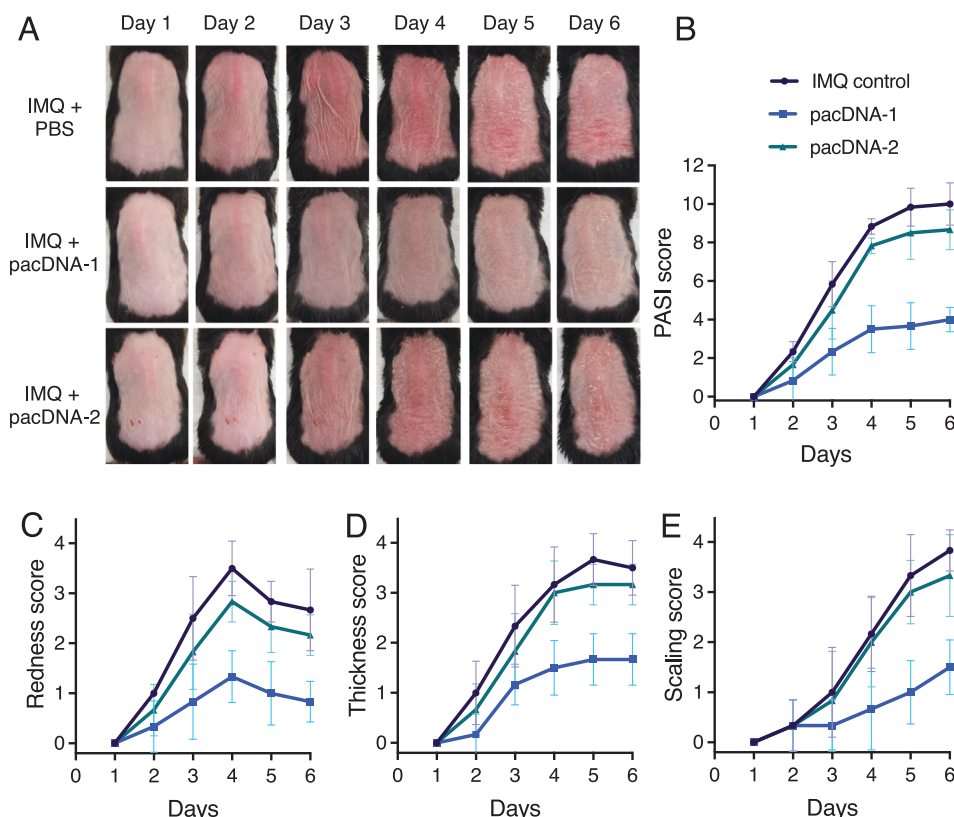 A
Day 1 Day 2 Day 3 Day 4 Day 5 Day 6
IMQ +
PBS
IMQ +
pacDNA-1
IMQ +
pacDNA-2
B
IMQ control
pacDNA-1
pacDNA-2
PASI score
12
10
8
6
4
2
0
0 1 2 3 4 5 6
Days
C
Redness score
4
3
2
1
0
0 1 2 3 4 5 6
Days
D
Thickness score
4
3
2
1
0
0 1 2 3 4 5 6
Days
E
Scaling score
4
3
2
1
0
0 1 2 3 4 5 6
Days